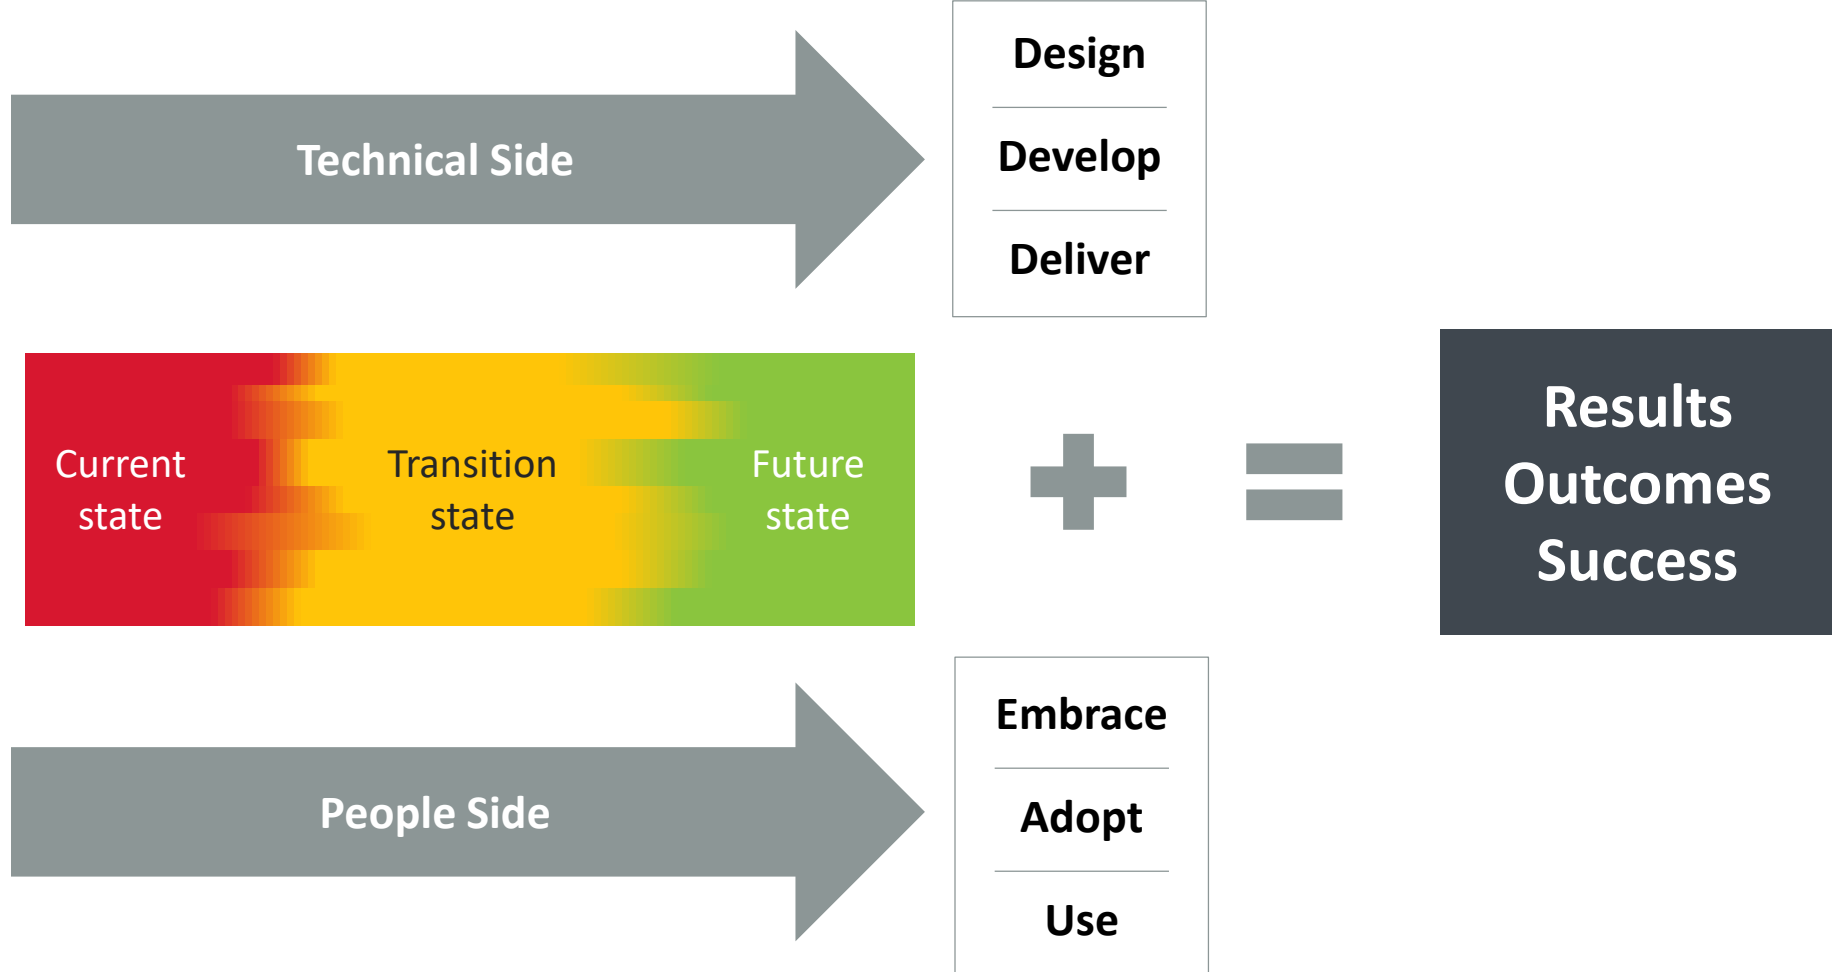 Technical Side
Design
Develop
Deliver
Current
state
Transition
state
Future
state
Results
Outcomes
Success
People Side
Embrace
Adopt
Use